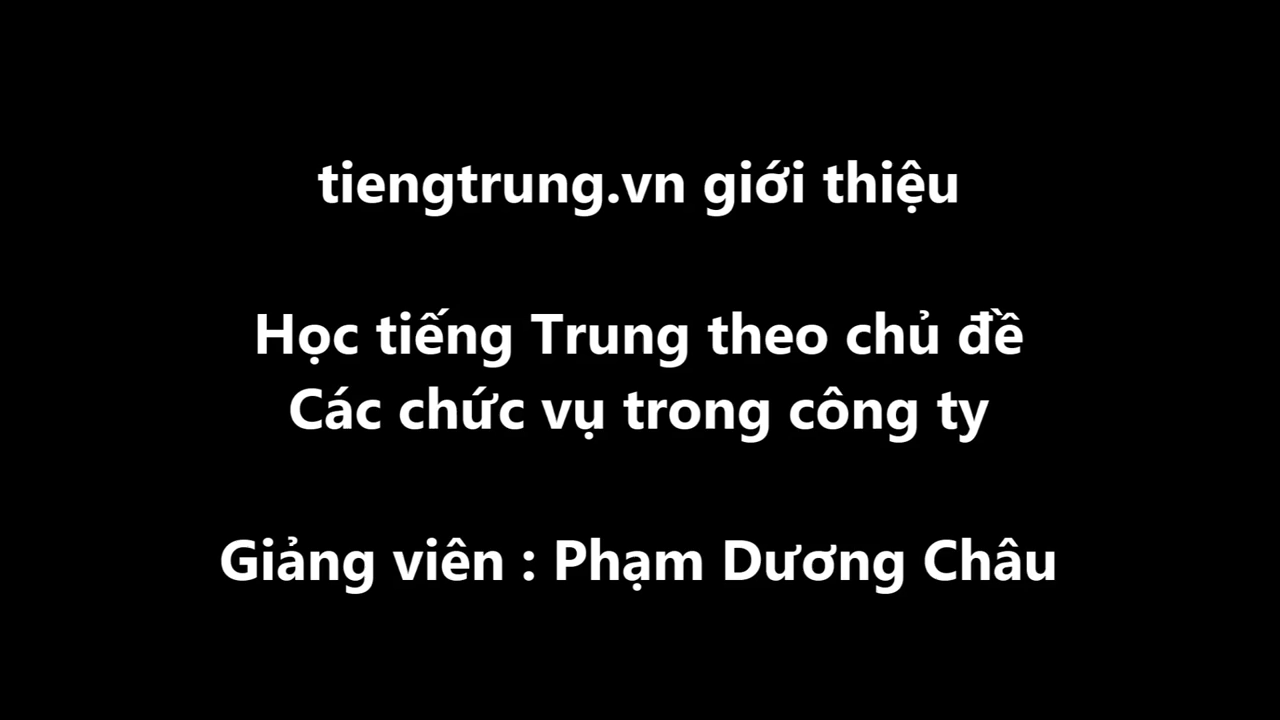 tiengtrung.vn giới thiệu
Học tiếng Trung theo chủ đề
Các chức vụ trong công ty
Giảng viên : Phạm Dương Châu